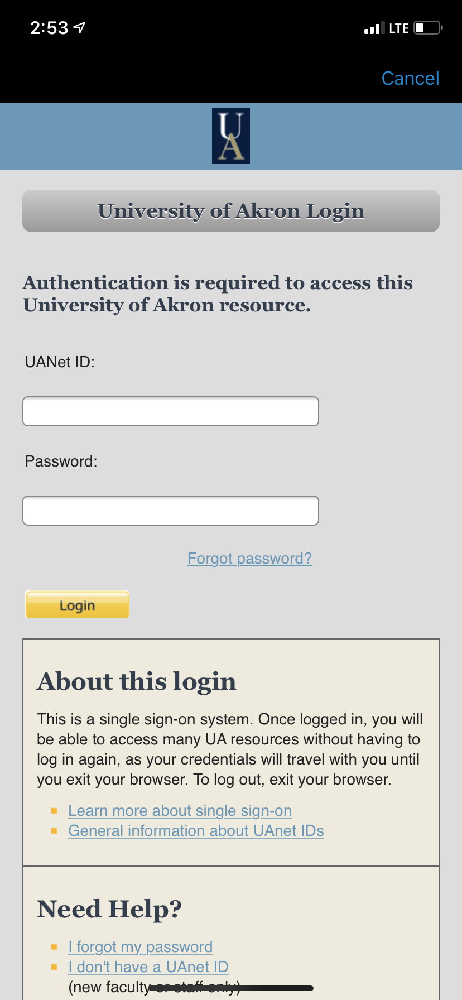 2:53
LTE
Cancel
UA
University of Akron Login
Authentication is required to access this
University of Akron resource.
UANet ID:
Password:
Forgot password?
Login
About this login
This is a single sign-on system. Once logged in, you will
be able to access many UA resources without having to
log in again, as your credentials will travel with you until
you exit your browser. To log out, exit your browser.
Learn more about single sign-on
General information about UAnet IDs
Need Help?
I forgot my password
I don't have a UAnet ID
(new faculty or staff only)